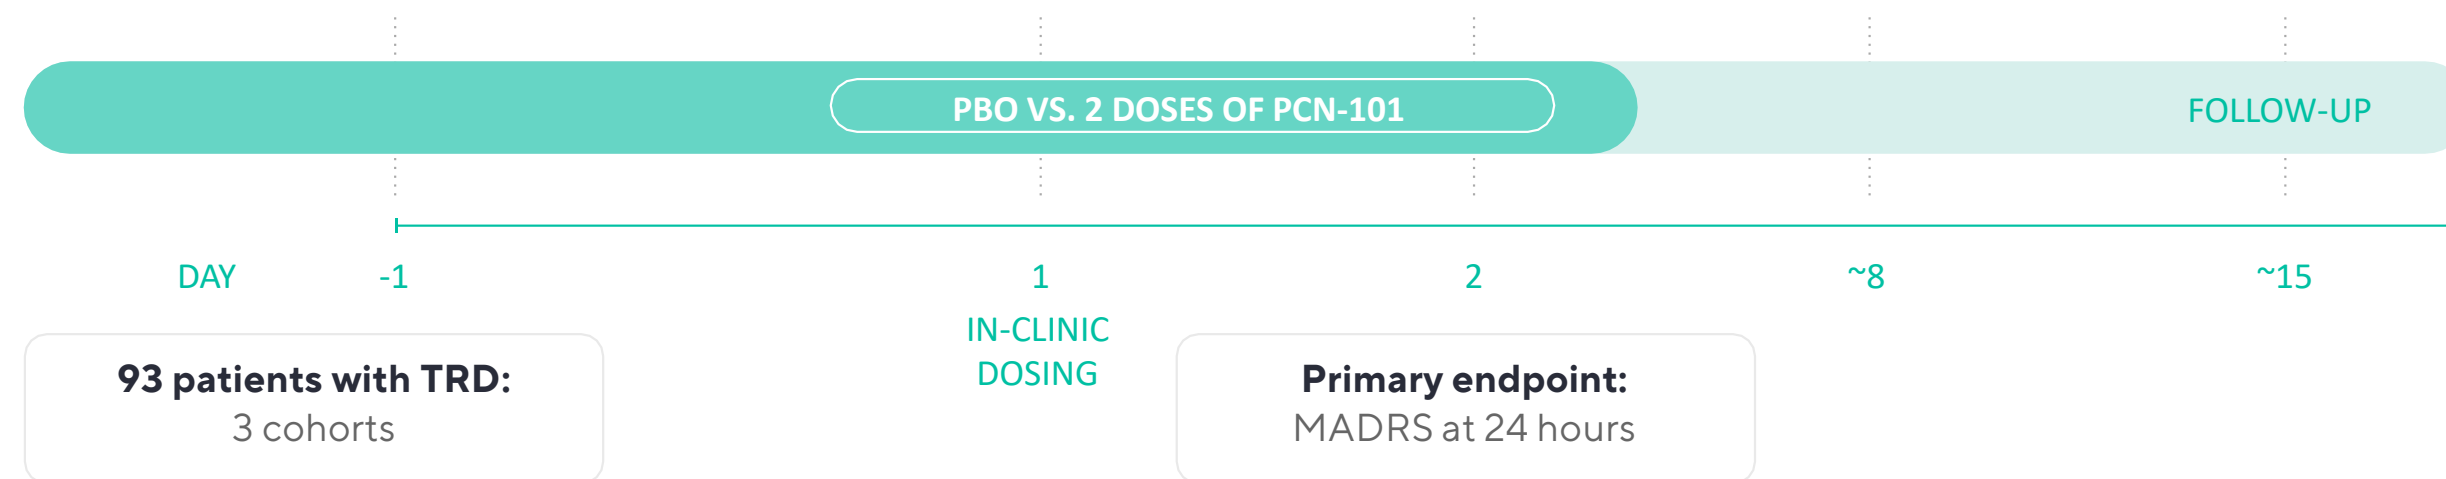 PBO VS. 2 DOSES OF PCN-101
FOLLOW-UP
DAY -1 1 2 ~8 ~15
IN-CLINIC
DOSING
93 patients with TRD:
3 cohorts
Primary endpoint:
MADRS at 24 hours